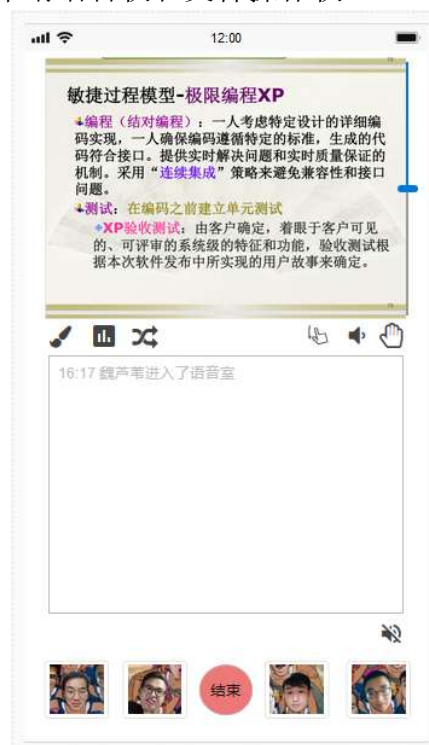 12:00
敏捷过程模型-极限编程XP
编程（结对编程）：一人考虑特定设计的详细编
码实现，一人确保编码遵循特定的标准，生成的代
码符合接口。提供实时解决问题和实时质量保证的
机制。采用“连续集成”策略来避免兼容性和接口
问题。
测试：在编码之前建立单元测试
XP验收测试：由客户确定，着眼于客户可见
的、可评审的系统级的特征和功能，验收测试根
据本次软件发布中所实现的用户故事来确定。
16:17 魏芦苇进入了语音室
结束